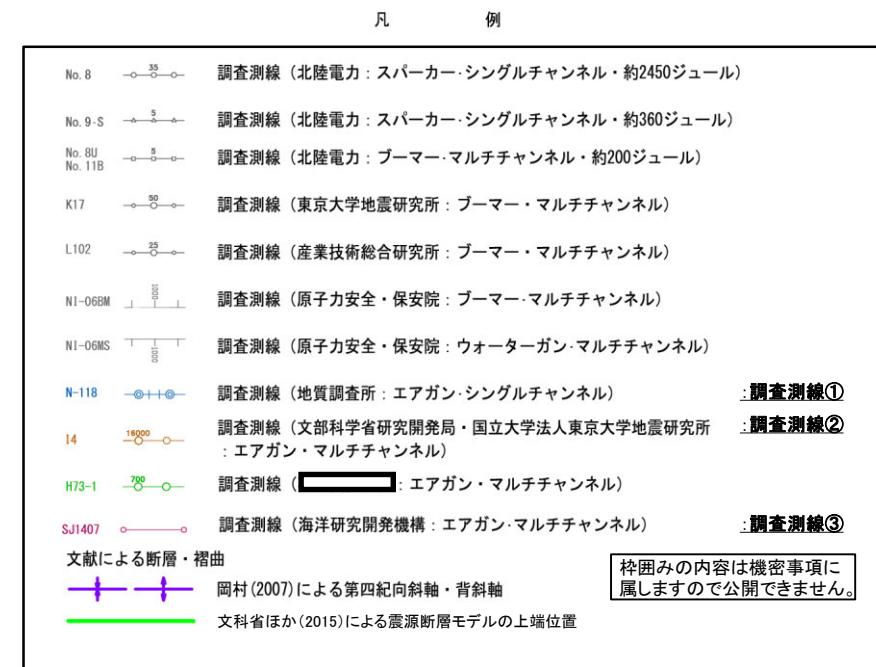 凡 例
No. 8 35 調査測線（北陸電力：スパーカー・シングルチャンネル・約2450ジュール）
No. 9-S 5 調査測線（北陸電力：スパーカー・シングルチャンネル・約360ジュール）
No. 8U
No. 11B 5 調査測線（北陸電力：ブーマー・マルチチャンネル・約200ジュール）
K17 50 調査測線（東京大学地震研究所：ブーマー・マルチチャンネル）
L102 25 調査測線（産業技術総合研究所：ブーマー・マルチチャンネル）
NI-06BM 1000 調査測線（原子力安全・保安院：ブーマー・マルチチャンネル）
NI-06MS 1000 調査測線（原子力安全・保安院：ウォーターガン・マルチチャンネル）
N-118 調査測線（地質調査所：エアガン・シングルチャンネル） :調査測線①
I4 16000 調査測線（文部科学省研究開発局・国立大学法人東京大学地震研究所 :調査測線②
：エアガン・マルチチャンネル）
H73-1 700 調査測線（ ：エアガン・マルチチャンネル）
SJ1407 調査測線（海洋研究開発機構：エアガン・マルチチャンネル） :調査測線③
文献による断層・褶曲
岡村(2007)による第四紀向斜軸・背斜軸
文科省ほか(2015)による震源断層モデルの上端位置
枠囲みの内容は機密事項に
属しますので公開できません。